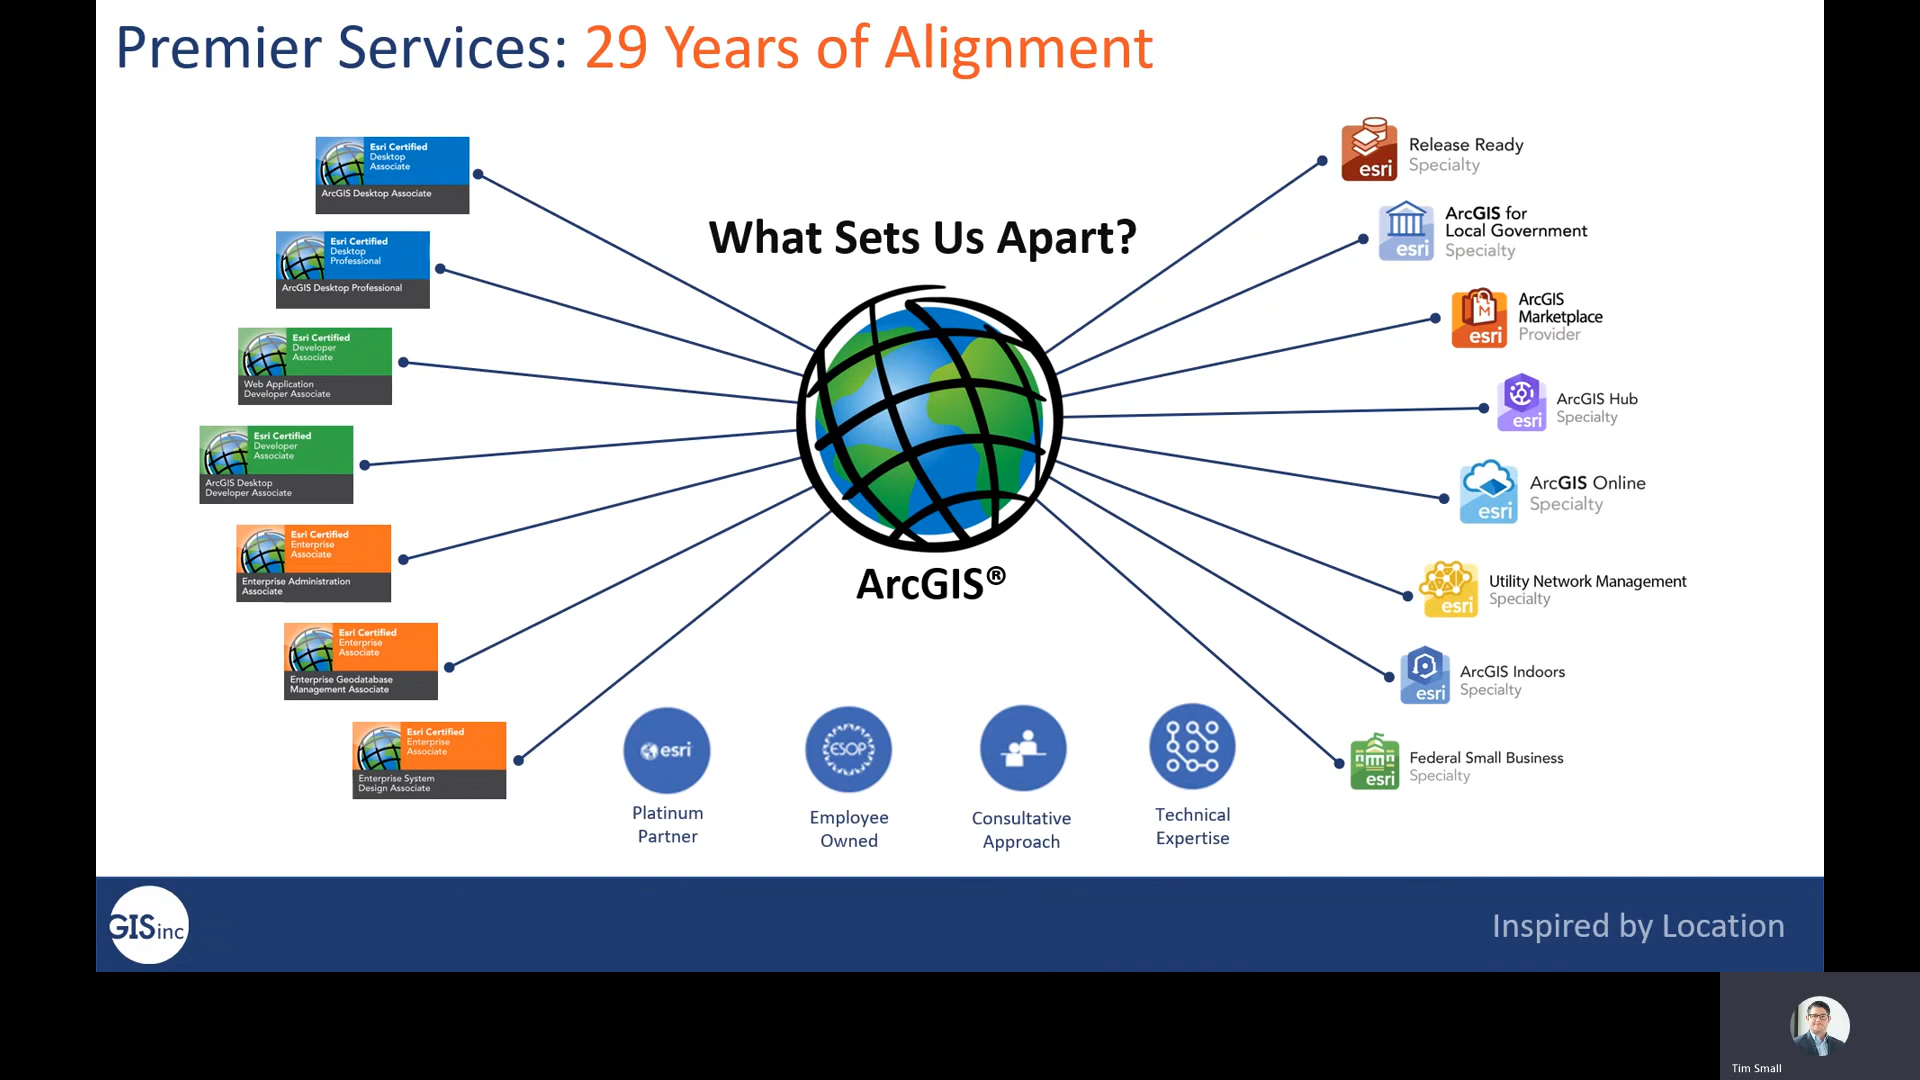 Premier Services: 29 Years of Alignment
Esri Certified
Desktop
Associate
ArcGIS Desktop Associate
Esri Certified
Desktop
Professional
ArcGIS Desktop Professional
Esri Certified
Developer
Associate
Web Application
Developer Associate
Esri Certified
Developer
Associate
ArcGIS Desktop
Developer Associate
Esri Certified
Enterprise
Associate
Enterprise Administration
Associate
Esri Certified
Enterprise
Associate
Enterprise Geodatabase
Management Associate
Esri Certified
Enterprise
Associate
Enterprise System
Design Associate
What Sets Us Apart?
ArcGIS®
esri
Release Ready
Specialty
esri
ArcGIS for
Local Government
Specialty
M
esri
ArcGIS
Marketplace
Provider
esri
ArcGIS Hub
Specialty
esri
ArcGIS Online
Specialty
esri
Utility Network Management
Specialty
esri
ArcGIS Indoors
Specialty
esri
Federal Small Business
Specialty
esri
Platinum
Partner
ESOP
Employee
Owned
Consultative
Approach
Technical
Expertise
GISinc
Inspired by Location
Tim Small